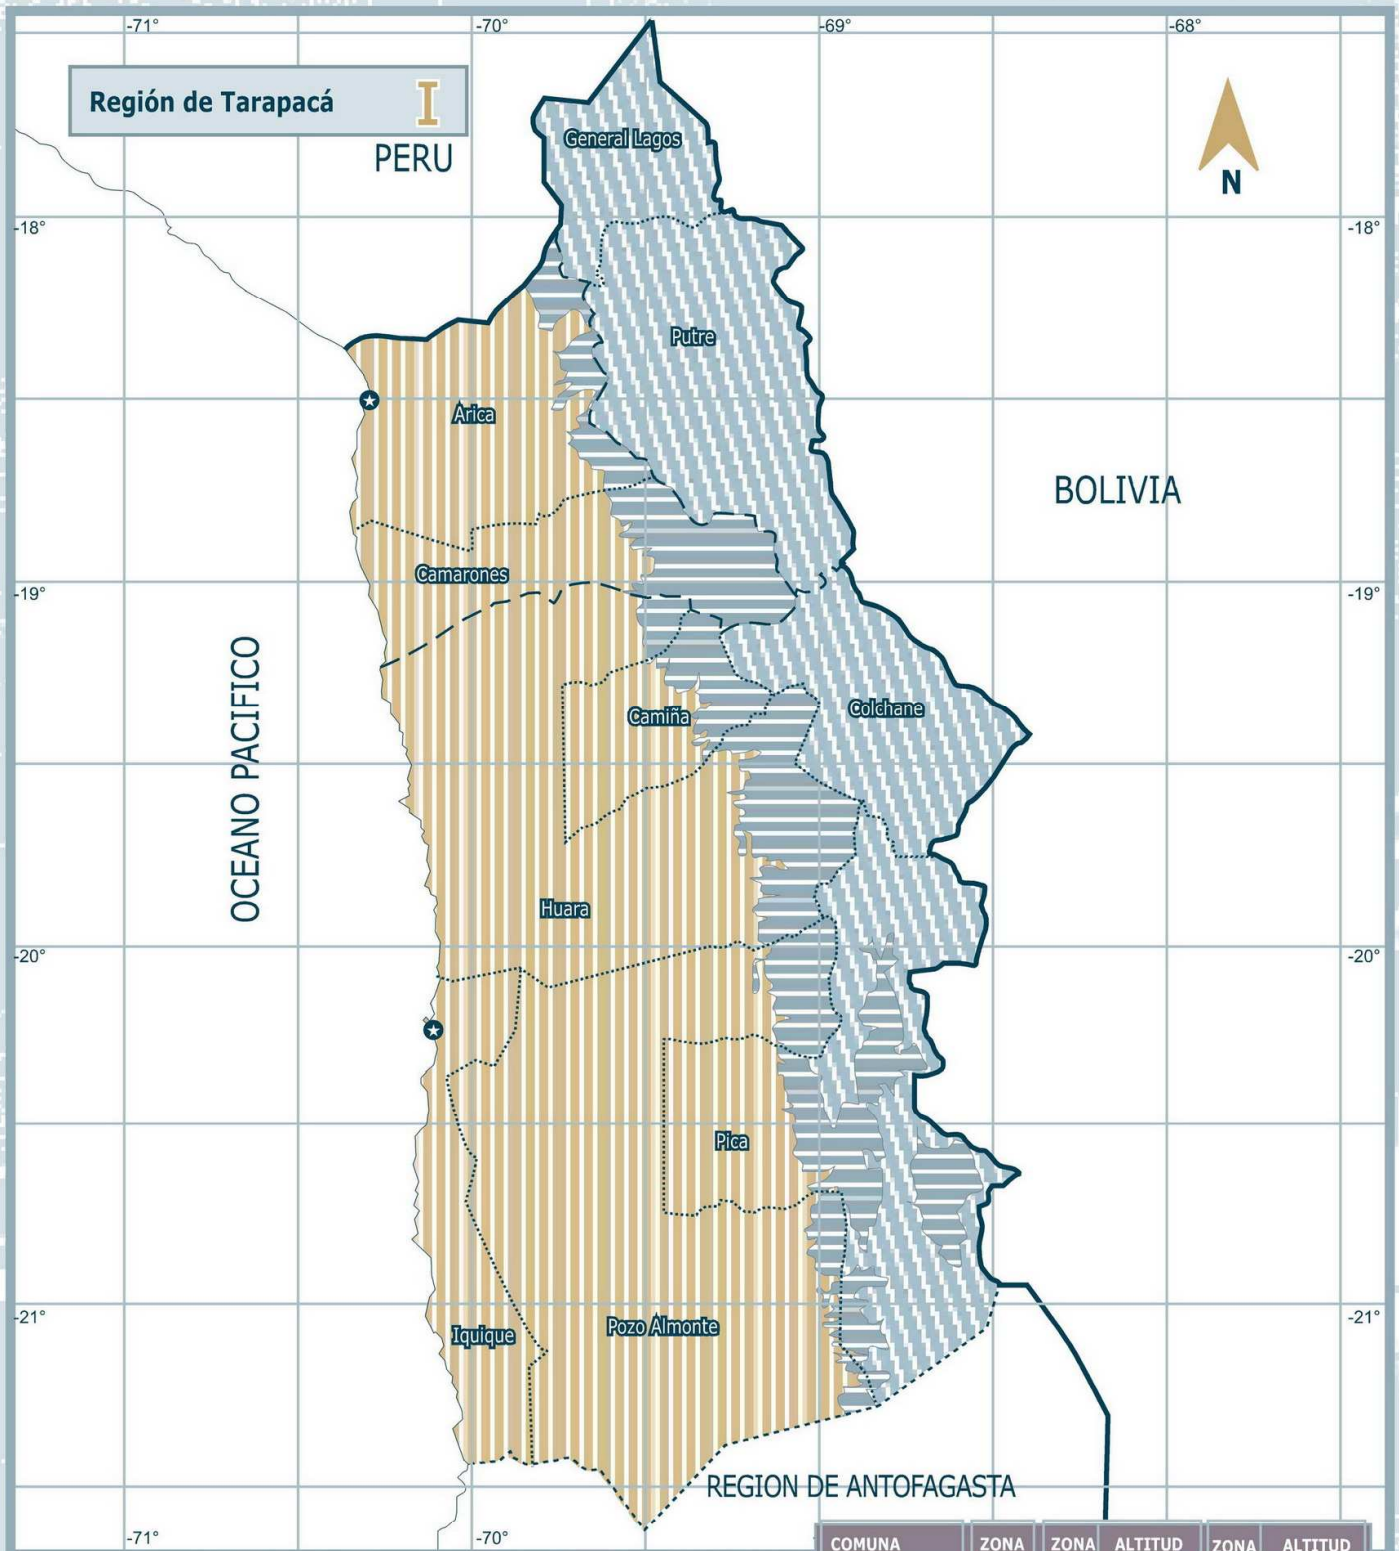 -71°
-70°
-69°
-68°
Región de Tarapacá I
PERU
General Lagos
N
-18°
-18°
Putre
Arica
BOLIVIA
Camarones
-19°
-19°
OCEANO PACIFICO
Camiña
Colchane
Huara
-20°
-20°
Pica
-21°
-21°
Iquique
Pozo Almonte
REGION DE ANTOFAGASTA
-71°
-70°
COMUNA ZONA ZONA ALTITUD ZONA ALTITUD